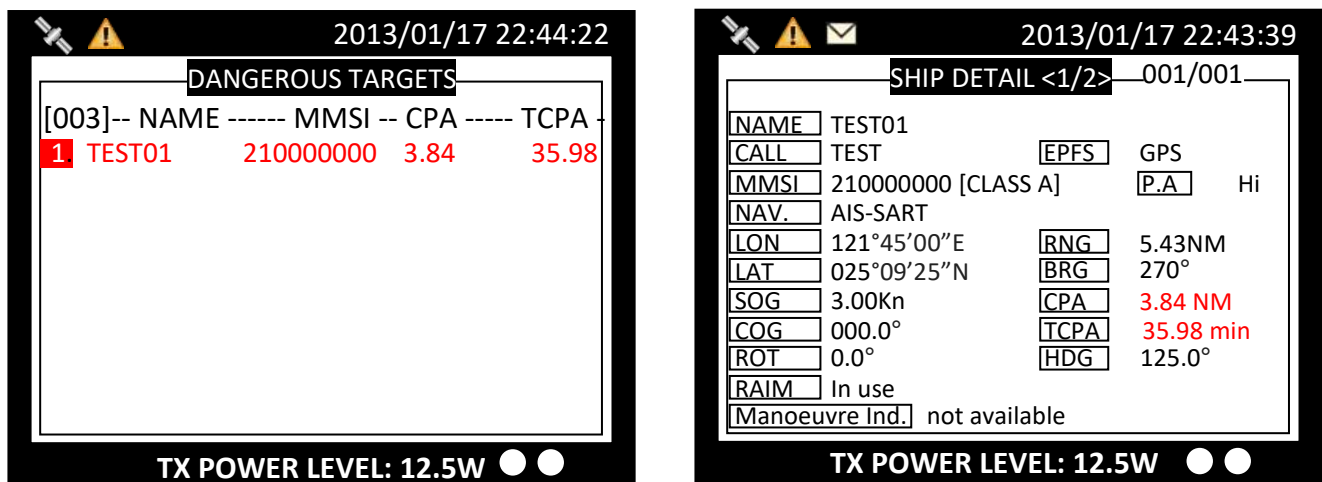 2013/01/17 22:44:22
DANGEROUS TARGETS
[003]-- NAME ------ MMSI -- CPA ----- TCPA -
1. TEST01 210000000 3.84 35.98
TX POWER LEVEL: 12.5W
2013/01/17 22:43:39
SHIP DETAIL <1/2> 001/001
NAME TEST01
CALL TEST EPFS GPS
MMSI 210000000 [CLASS A] P.A Hi
NAV. AIS-SART
LON 121°45’00”E RNG 5.43NM
LAT 025°09’25”N BRG 270°
SOG 3.00Kn CPA 3.84 NM
COG 000.0° TCPA 35.98 min
ROT 0.0° HDG 125.0°
RAIM In use
Manoeuvre Ind. not available
TX POWER LEVEL: 12.5W